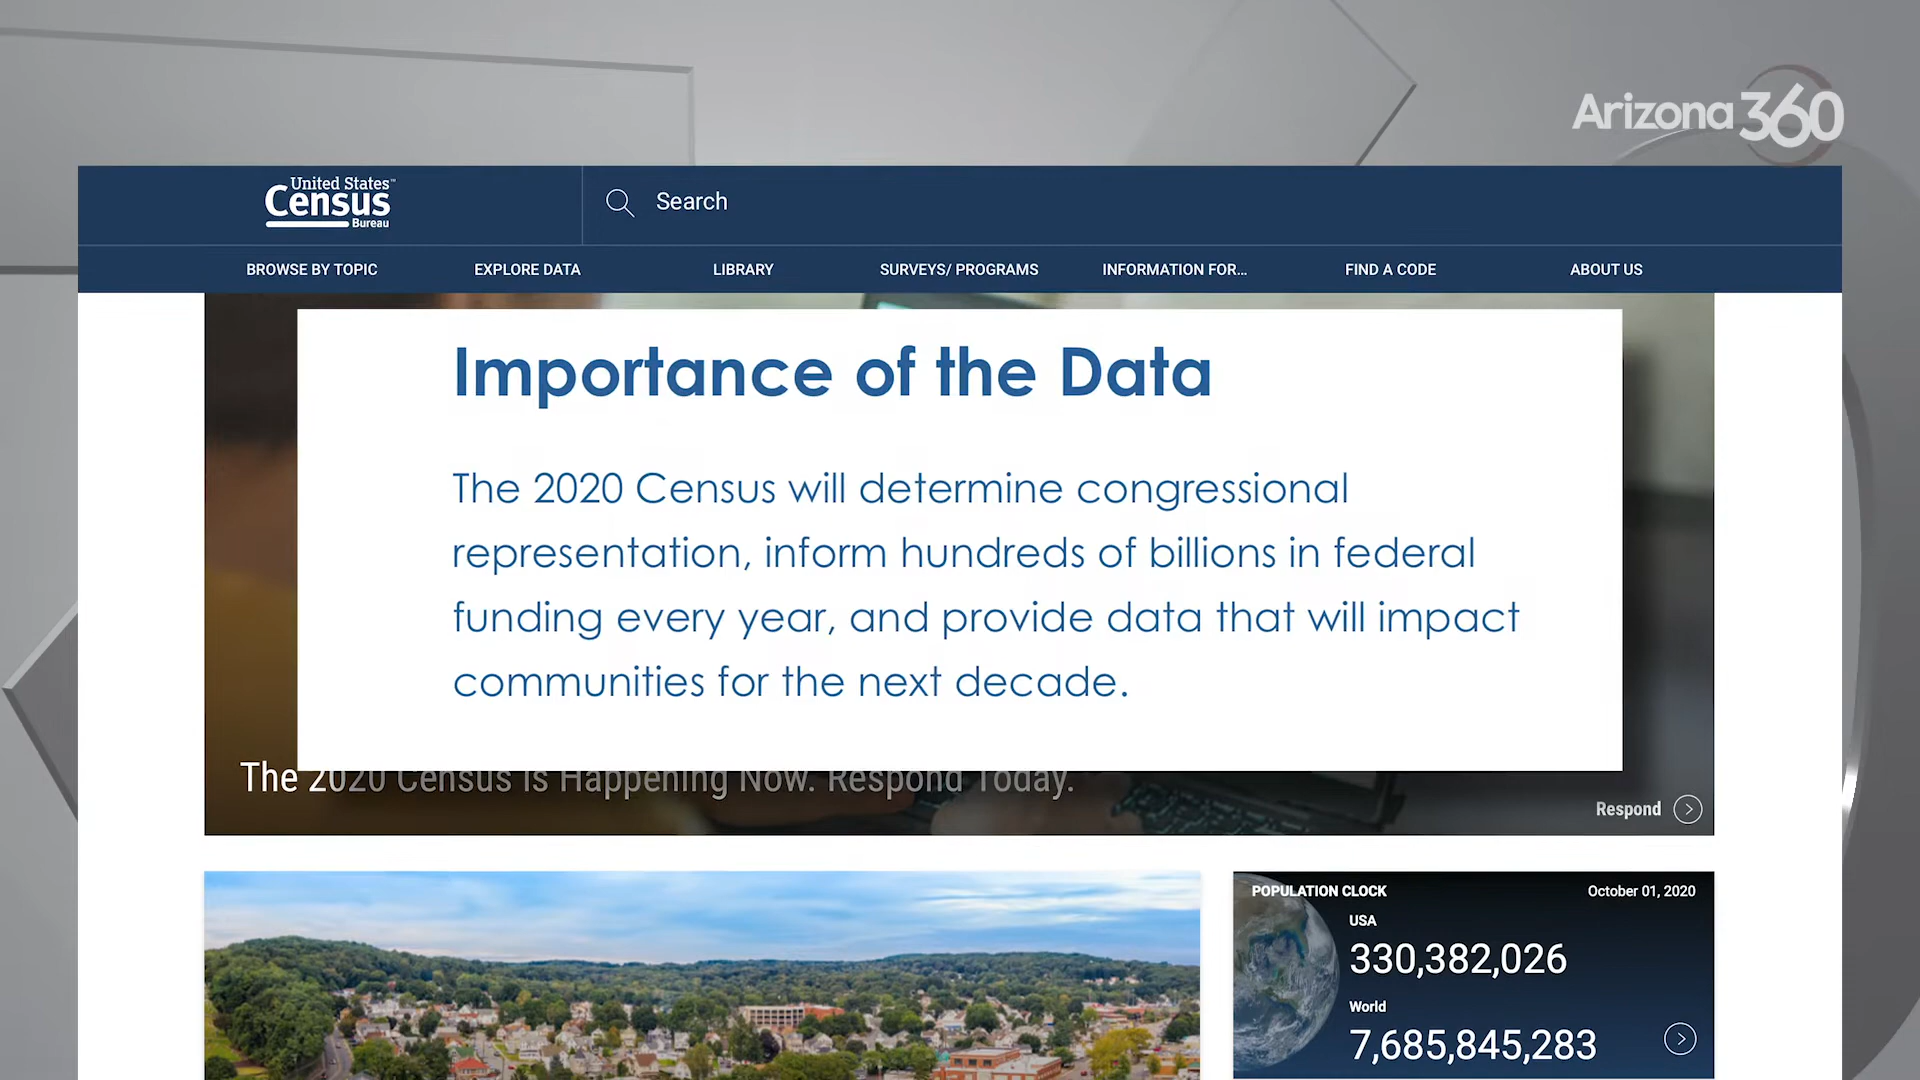 Arizona 360
United States™
Census
Bureau
Search
BROWSE BY TOPIC
EXPLORE DATA
LIBRARY
SURVEYS/ PROGRAMS
INFORMATION FOR...
FIND A CODE
ABOUT US
Importance of the Data
The 2020 Census will determine congressional
representation, inform hundreds of billions in federal
funding every year, and provide data that will impact
communities for the next decade.
The 2020 Census is Happening Now. Respond Today.
Respond
POPULATION CLOCK
October 01, 2020
USA
330,382,026
World
7,685,845,283